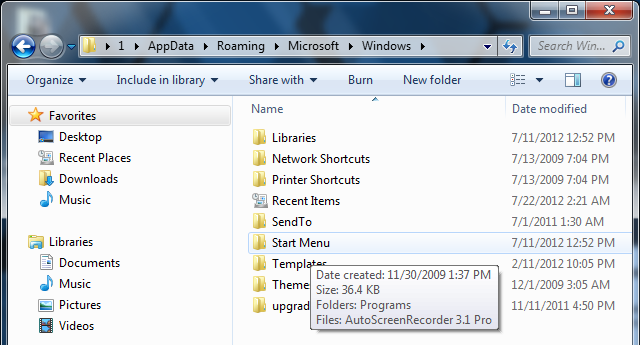 1 AppData Roaming Microsoft Windows Search Win...
Organize Include in library Share with Burn New folder
Favorites
Desktop
Recent Places
Downloads
Music
Libraries
Documents
Music
Pictures
Videos
Name Date modified
Libraries 7/11/2012 12:52 PM
Network Shortcuts 7/13/2009 7:04 PM
Printer Shortcuts 7/13/2009 7:04 PM
Recent Items 7/22/2012 2:21 AM
SendTo 7/1/2011 1:30 AM
Start Menu 7/11/2012 12:52 PM
Templates 2/11/2012 10:05 PM
Theme 12/1/2009 3:05 AM
upgrad 11/11/2011 4:50 PM
Date created: 11/30/2009 1:37 PM
Size: 36.4 KB
Folders: Programs
Files: AutoScreenRecorder 3.1 Pro